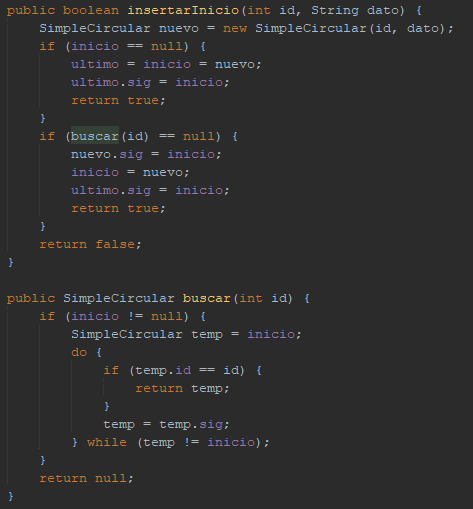 public boolean insertarInicio(int id, String dato) {
    SimpleCircular nuevo = new SimpleCircular(id, dato);
    if (inicio == null) {
        ultimo = inicio = nuevo;
        ultimo.sig = inicio;
        return true;
    }
    if (buscar(id) == null) {
        nuevo.sig = inicio;
        inicio = nuevo;
        ultimo.sig = inicio;
        return true;
    }
    return false;
}

public SimpleCircular buscar(int id) {
    if (inicio != null) {
        SimpleCircular temp = inicio;
        do {
            if (temp.id == id) {
                return temp;
            }
            temp = temp.sig;
        } while (temp != inicio);
    }
    return null;
}